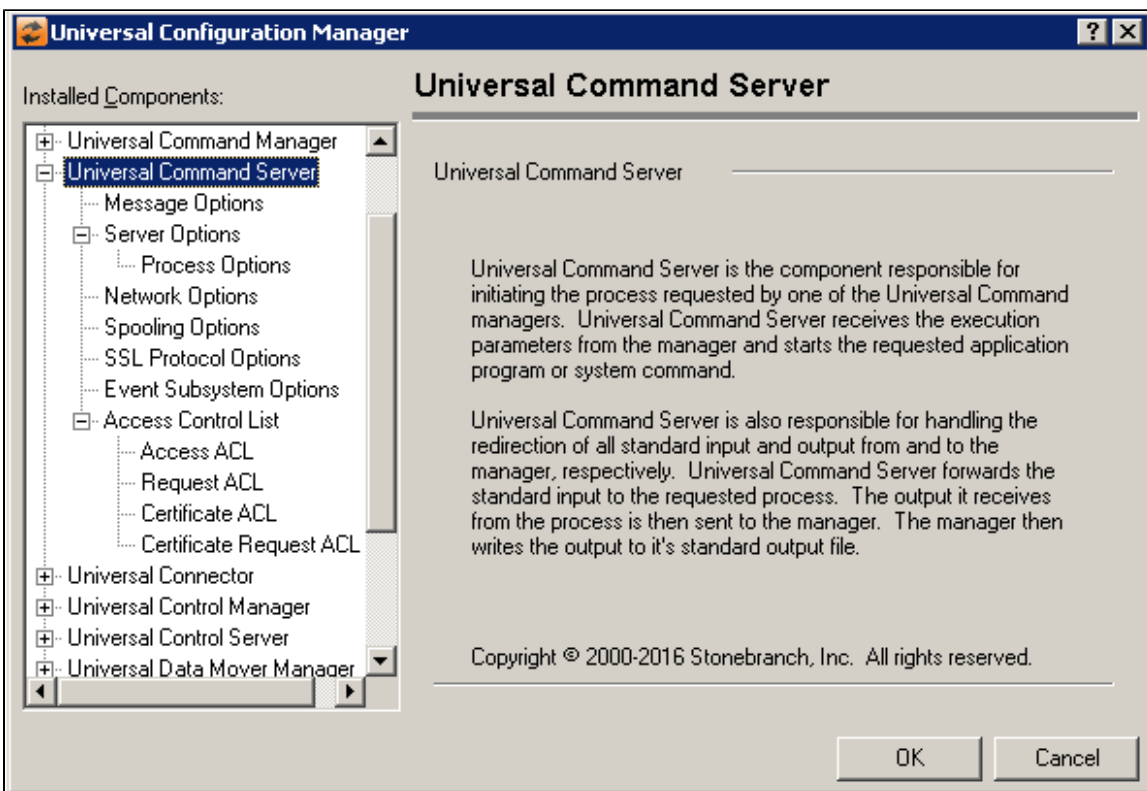 Universal Configuration Manager
Installed Components:
Universal Command Manager
Universal Command Server
Message Options
Server Options
Process Options
Network Options
Spooling Options
SSL Protocol Options
Event Subsystem Options
Access Control List
Access ACL
Request ACL
Certificate ACL
Certificate Request ACL
Universal Connector
Universal Control Manager
Universal Control Server
Universal Data Mover Manager
Universal Command Server
Universal Command Server
Universal Command Server is the component responsible for
initiating the process requested by one of the Universal Command
managers.  Universal Command Server receives the execution
parameters from the manager and starts the requested application
program or system command.
Universal Command Server is also responsible for handling the
redirection of all standard input and output from and to the
manager, respectively.  Universal Command Server forwards the
standard input to the requested process.  The output it receives
from the process is then sent to the manager.  The manager then
writes the output to it's standard output file.
Copyright © 2000-2016 Stonebranch, Inc.  All rights reserved.
OK
Cancel